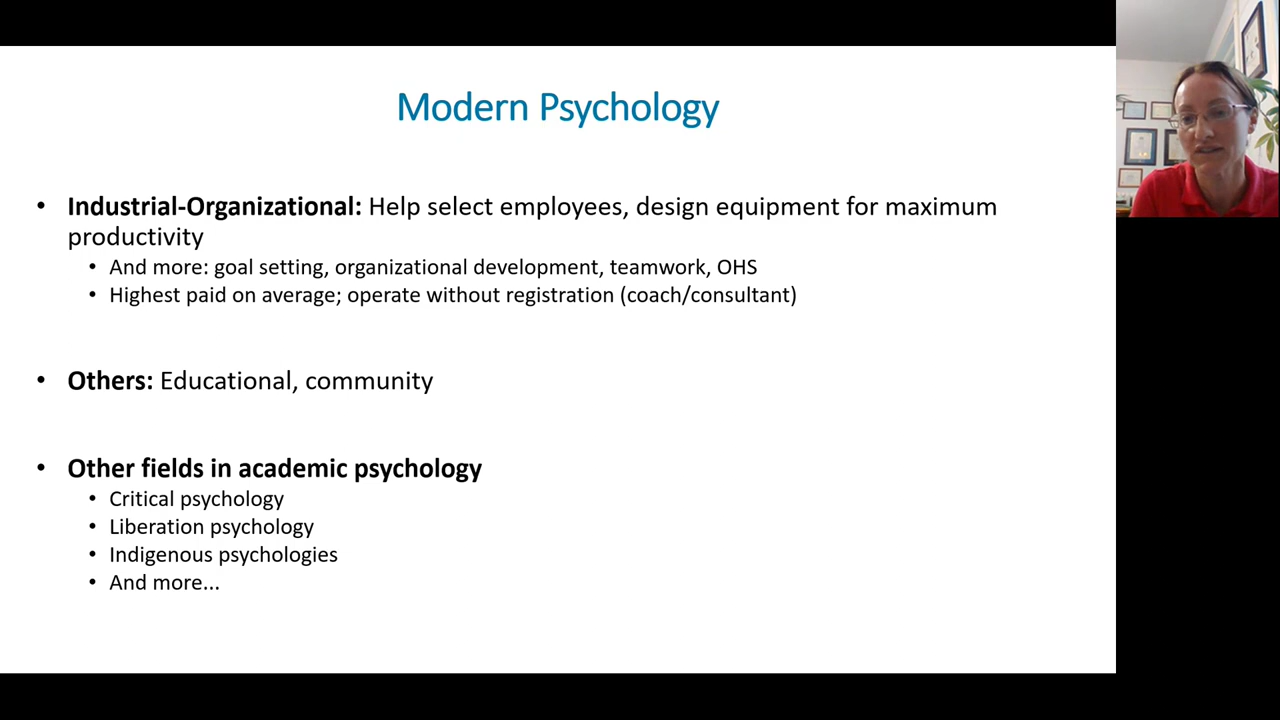 Modern Psychology
• Industrial-Organizational: Help select employees, design equipment for maximum
productivity
• And more: goal setting, organizational development, teamwork, OHS
• Highest paid on average; operate without registration (coach/consultant)
• Others: Educational, community
• Other fields in academic psychology
• Critical psychology
• Liberation psychology
• Indigenous psychologies
• And more...